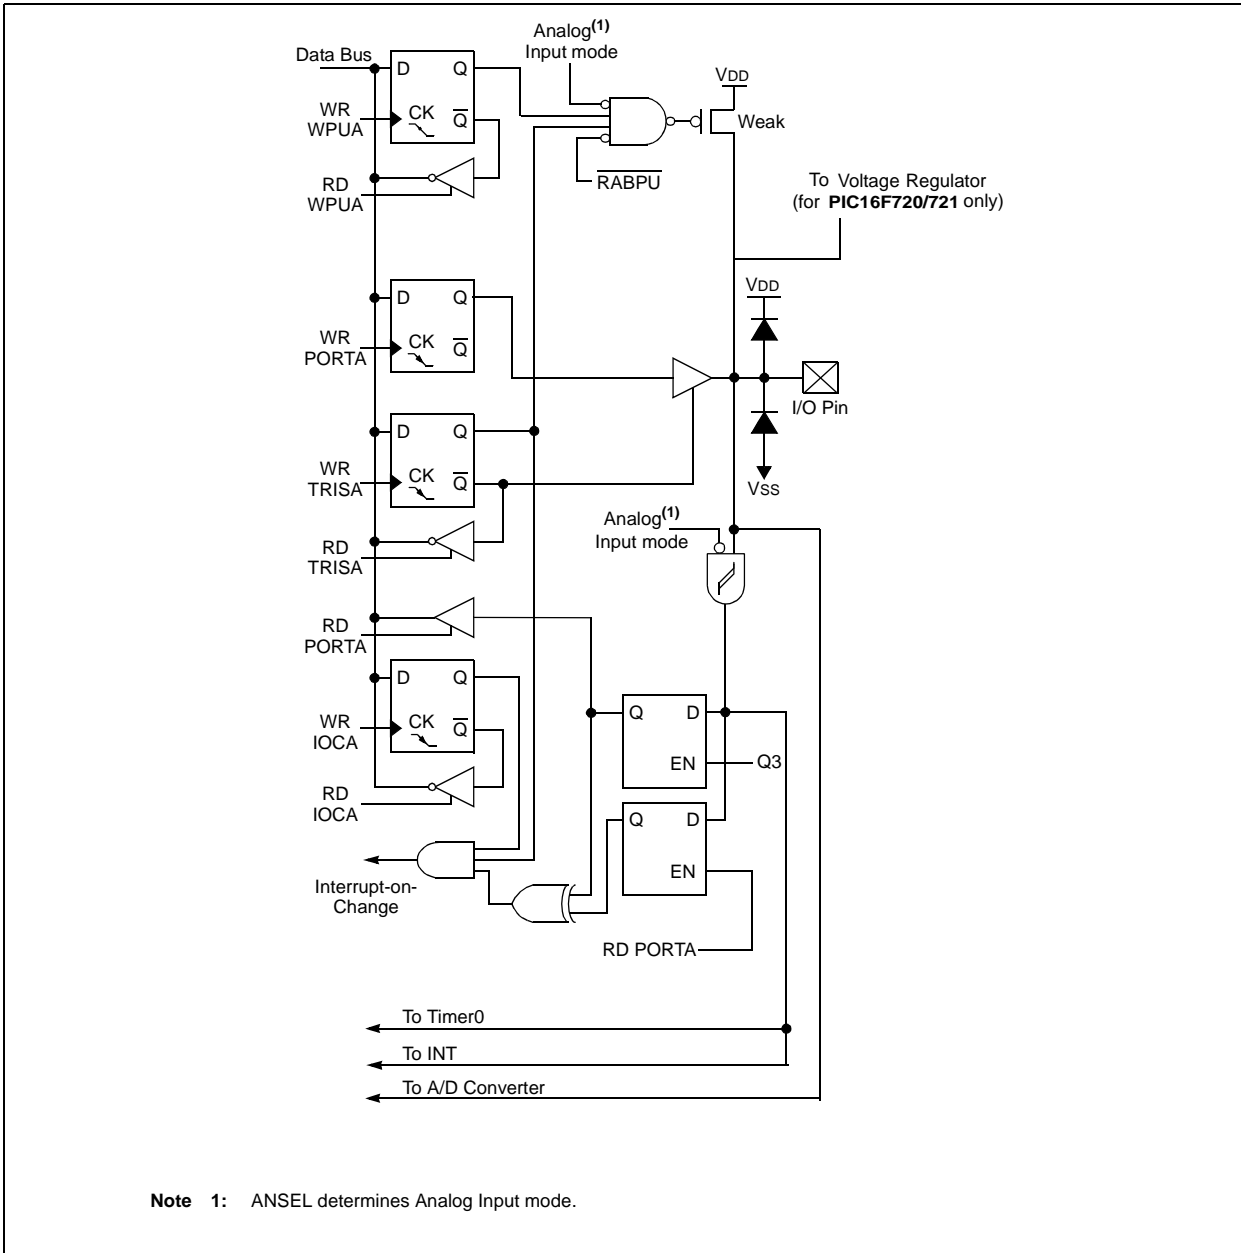 Analog(1)
Input mode
Data Bus
D Q
VDD
WR
WPUA
CK Q̅
Weak
RD
WPUA
R̅A̅B̅P̅U̅
To Voltage Regulator
(for PIC16F720/721 only)
D Q
VDD
WR
PORTA
CK Q̅
I/O Pin
D Q
WR
TRISA
CK Q̅
VSS
Analog(1)
Input mode
RD
TRISA
RD
PORTA
D Q
WR
IOCA
CK Q̅
Q D
EN
Q3
RD
IOCA
Q D
EN
Interrupt-on-
Change
RD PORTA
To Timer0
To INT
To A/D Converter
Note 1: ANSEL determines Analog Input mode.